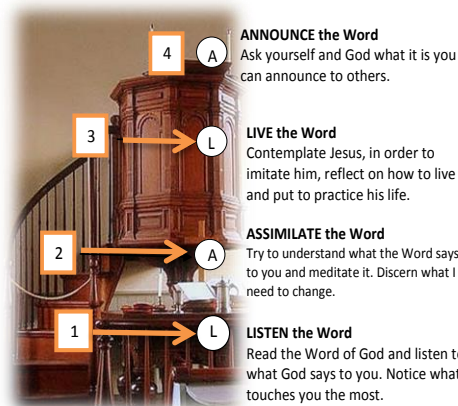 4
A
ANNOUNCE the Word
Ask yourself and God what it is you
can announce to others.
3
L
LIVE the Word
Contemplate Jesus, in order to
imitate him, reflect on how to live
and put to practice his life.
2
A
ASSIMILATE the Word
Try to understand what the Word says
to you and meditate it. Discern what I
need to change.
1
L
LISTEN the Word
Read the Word of God and listen to
what God says to you. Notice what
touches you the most.